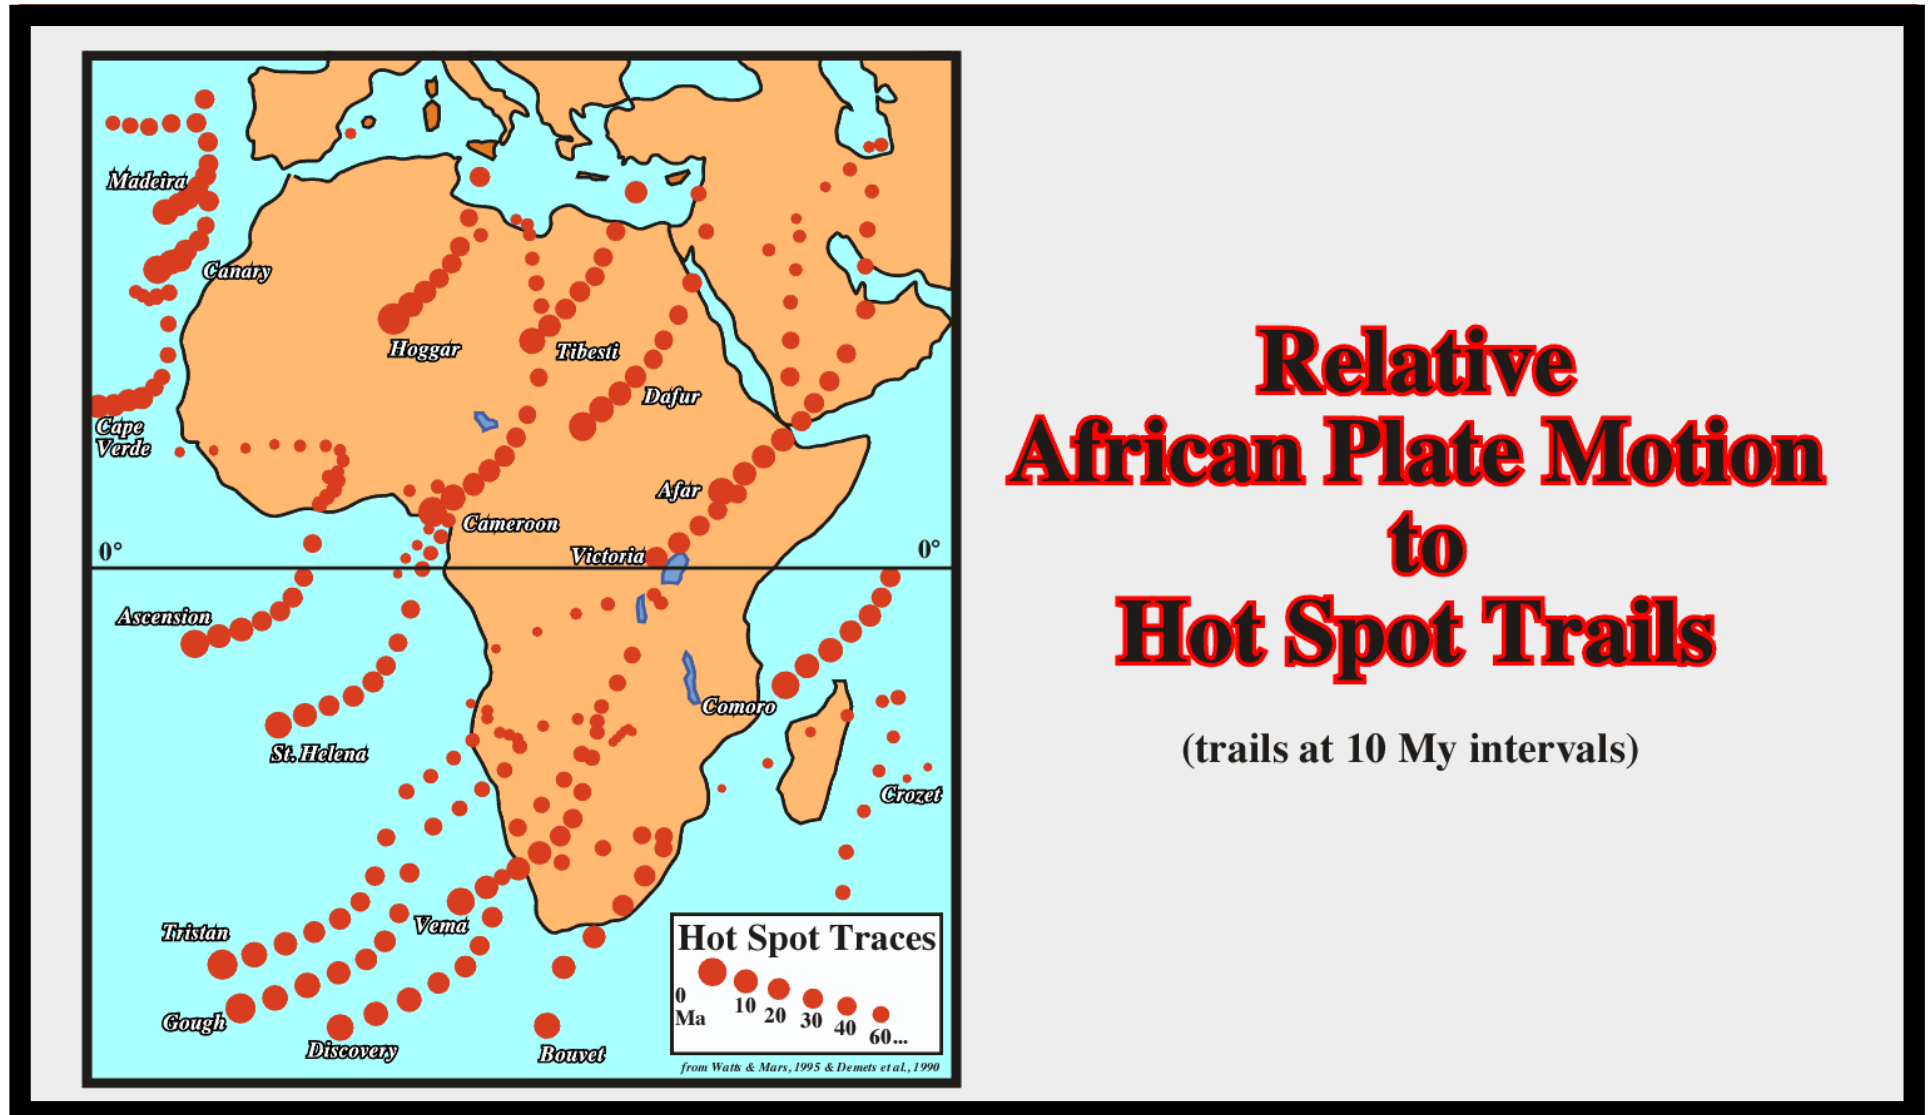 Madeira
Canary
Hoggar
Tibesti
Dafur
Cape
Verde
Afar
Cameroon
0°
Victoria
0°
Ascension
Comoro
St. Helena
Crozet
Tristan
Vema
Gough
Discovery
Bouvet
Hot Spot Traces
0
Ma
10
20
30
40
60...
from Watts & Mars, 1995 & Demets et al., 1990
Relative
African Plate Motion
to
Hot Spot Trails
(trails at 10 My intervals)